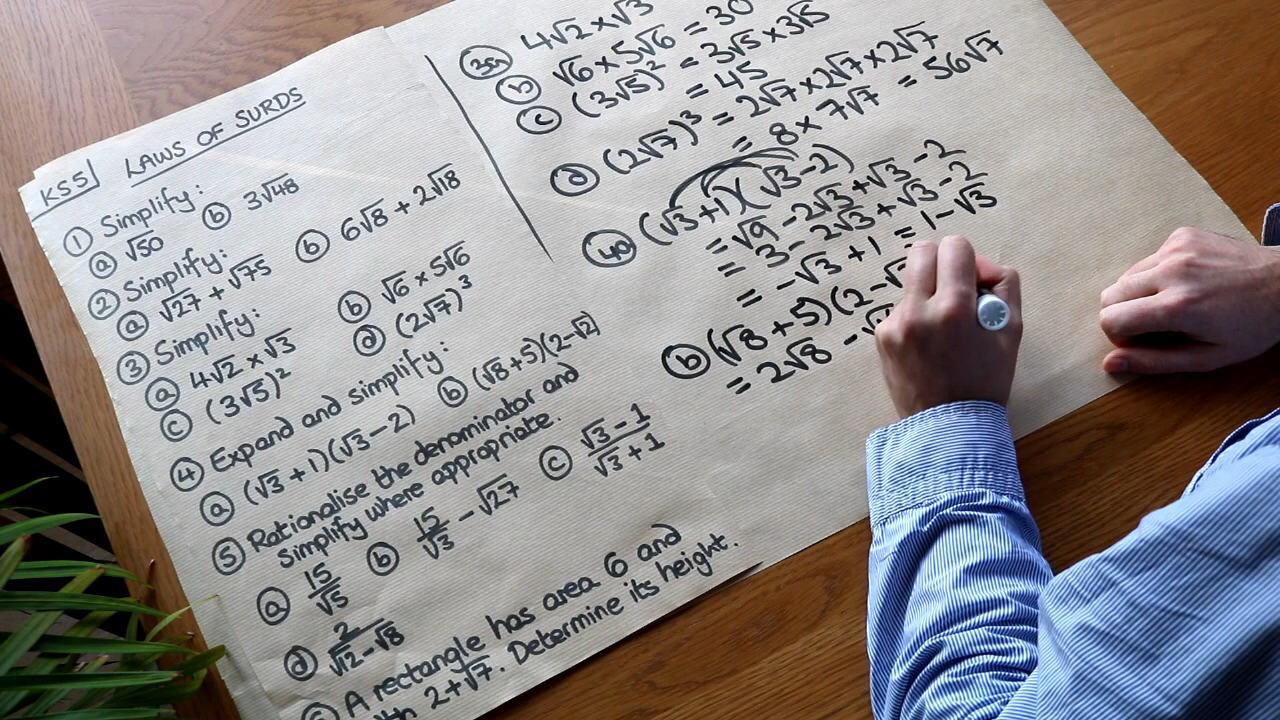 KS5 LAWS OF SURDS
① Simplify:
ⓐ √50 ⓑ 3√48
② Simplify:
ⓐ √27 + √75 ⓑ 6√8 + 2√18
③ Simplify:
ⓐ 4√2 × √3 ⓑ √6 × 5√6
ⓒ (3√5)² ⓓ (2√7)³
④ Expand and simplify:
ⓐ (√3 + 1)(√3 − 2) ⓑ (√8 + 5)(2 − √2)
⑤ Rationalise the denominator and
simplify where appropriate.
ⓐ 15/√5 ⓑ 15/√3 − √27 ⓒ (√3 − 1)/(√3 + 1)
ⓓ 2/(√12 − √8)
⑥ A rectangle has area 6 and
2 + √7. Determine its height.
3a 4√2 × √3
ⓑ √6 × 5√6 = 30
ⓒ (3√5)² = 3√5 × 3√5
= 45
ⓓ (2√7)³ = 2√7 × 2√7 × 2√7
= 8 × 7√7 = 56√7
4a (√3 + 1)(√3 − 2)
= √9 − 2√3 + √3 − 2
= 3 − 2√3 + √3 − 2
= −√3 + 1 = 1 − √3
ⓑ (√8 + 5)(2 − √
= 2√8 − √